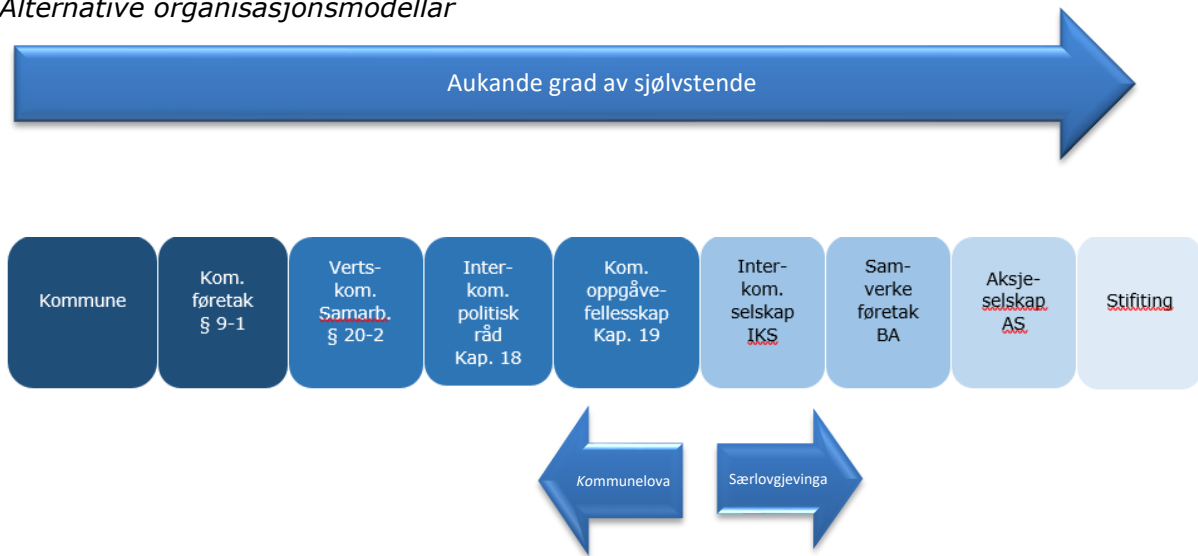 Alternative organisasjonsmodellar
Aukande grad av sjølvstende
Kommune
Kom.
føretak
§ 9-1
Verts-
kom.
Samarb.
§ 20-2
Inter-
kom.
politisk
råd
Kap. 18
Kom.
oppgåve-
fellesskap
Kap. 19
Inter-
kom.
selskap
IKS
Sam-
verke
føretak
BA
Aksje-
selskap
AS
Stifiting
Kommunelova
Særlovgjevinga